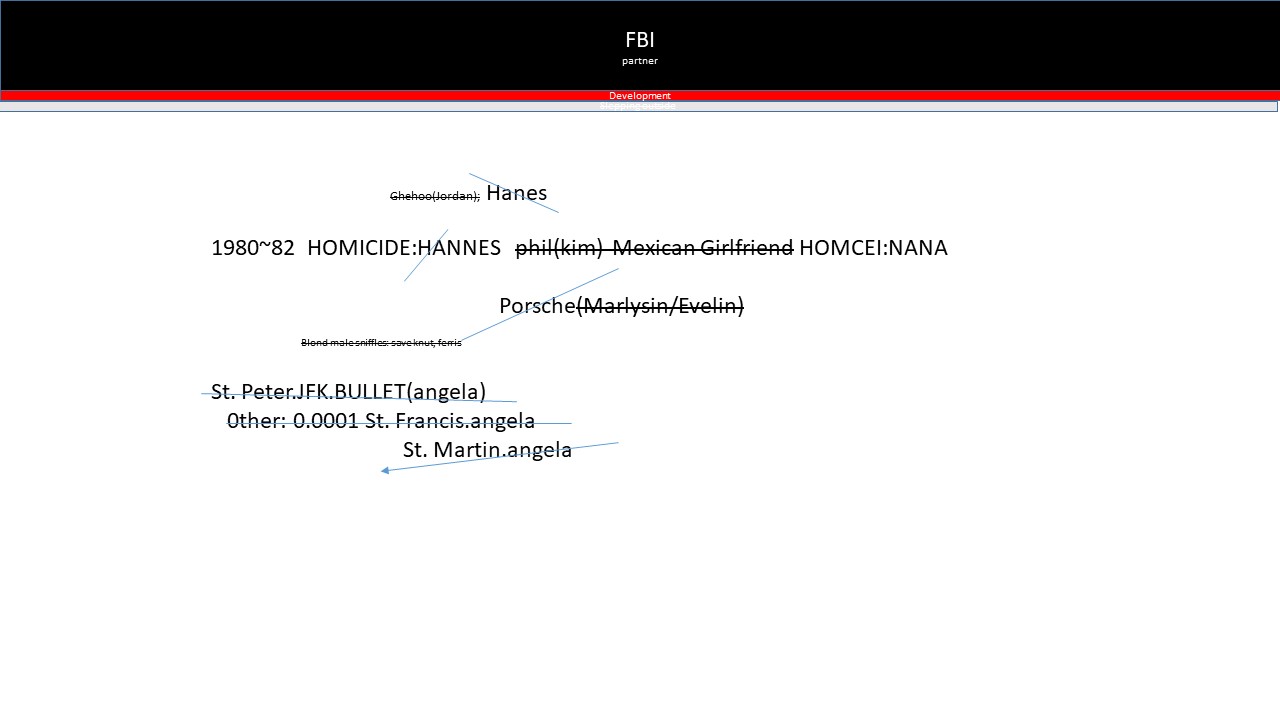 FBI
partner
Development
Ghehoo(Jordan); Hanes
1980~82 HOMICIDE:HANNES phil(kim) Mexican Girlfriend HOMCEI:NANA
Porsche(Marlysin/Evelin)
Blond male sniffles: save knut, ferris
St. Peter.JFK.BULLET(angela)
0ther: 0.0001 St. Francis.angela
St. Martin.angela